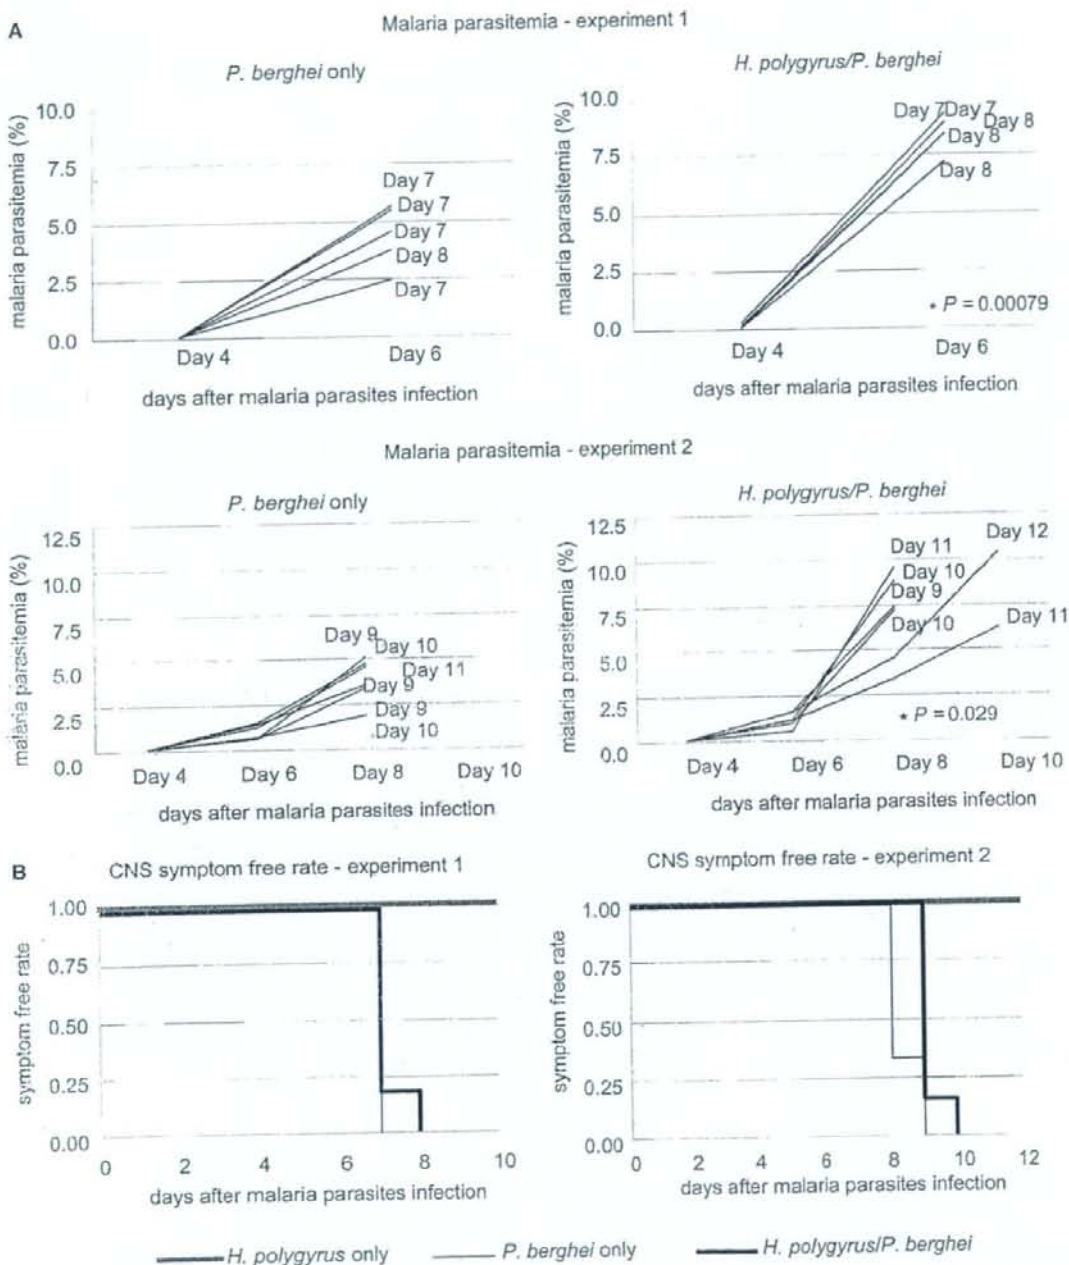 A
Malaria parasitemia - experiment 1
P. berghei only
malaria parasitemia (%)
10.0
7.5
5.0
2.5
0.0
Day 7
Day 7
Day 7
Day 8
Day 7
Day 4
Day 6
days after malaria parasites infection
H. polygyrus/P. berghei
malaria parasitemia (%)
10.0
7.5
5.0
2.5
0.0
Day 7
Day 7
Day 8
Day 8
Day 8
* P = 0.00079
Day 4
Day 6
days after malaria parasites infection
Malaria parasitemia - experiment 2
P. berghei only
malaria parasitemia (%)
12.5
10.0
7.5
5.0
2.5
0.0
Day 9
Day 10
Day 11
Day 9
Day 9
Day 10
Day 4
Day 6
Day 8
Day 10
days after malaria parasites infection
H. polygyrus/P. berghei
malaria parasitemia (%)
12.5
10.0
7.5
5.0
2.5
0.0
Day 11
Day 12
Day 10
Day 9
Day 10
Day 11
* P = 0.029
Day 4
Day 6
Day 8
Day 10
days after malaria parasites infection
B
CNS symptom free rate - experiment 1
symptom free rate
1.00
0.75
0.50
0.25
0.00
0
2
4
6
8
10
days after malaria parasites infection
CNS symptom free rate - experiment 2
symptom free rate
1.00
0.75
0.50
0.25
0.00
0
2
4
6
8
10
12
days after malaria parasites infection
H. polygyrus only
P. berghei only
H. polygyrus/P. berghei